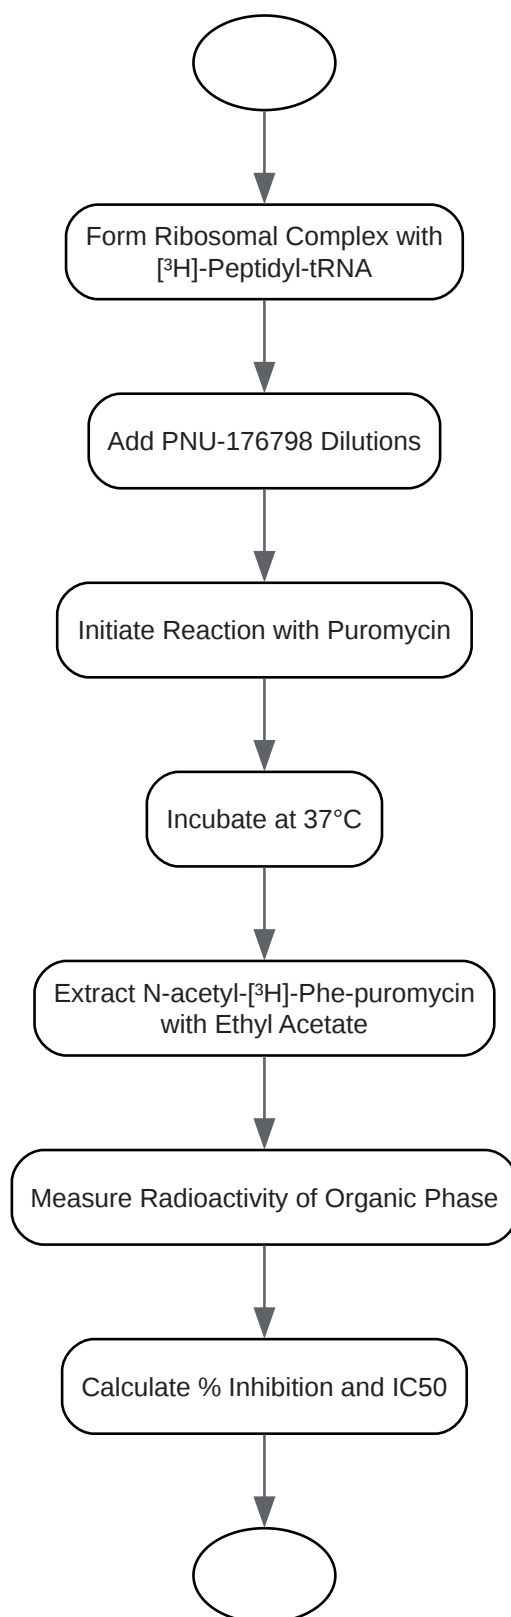 Form Ribosomal Complex with
[³H]-Peptidyl-tRNA
Add PNU-176798 Dilutions
Initiate Reaction with Puromycin
Incubate at 37°C
Extract N-acetyl-[³H]-Phe-puromycin
with Ethyl Acetate
Measure Radioactivity of Organic Phase
Calculate % Inhibition and IC50